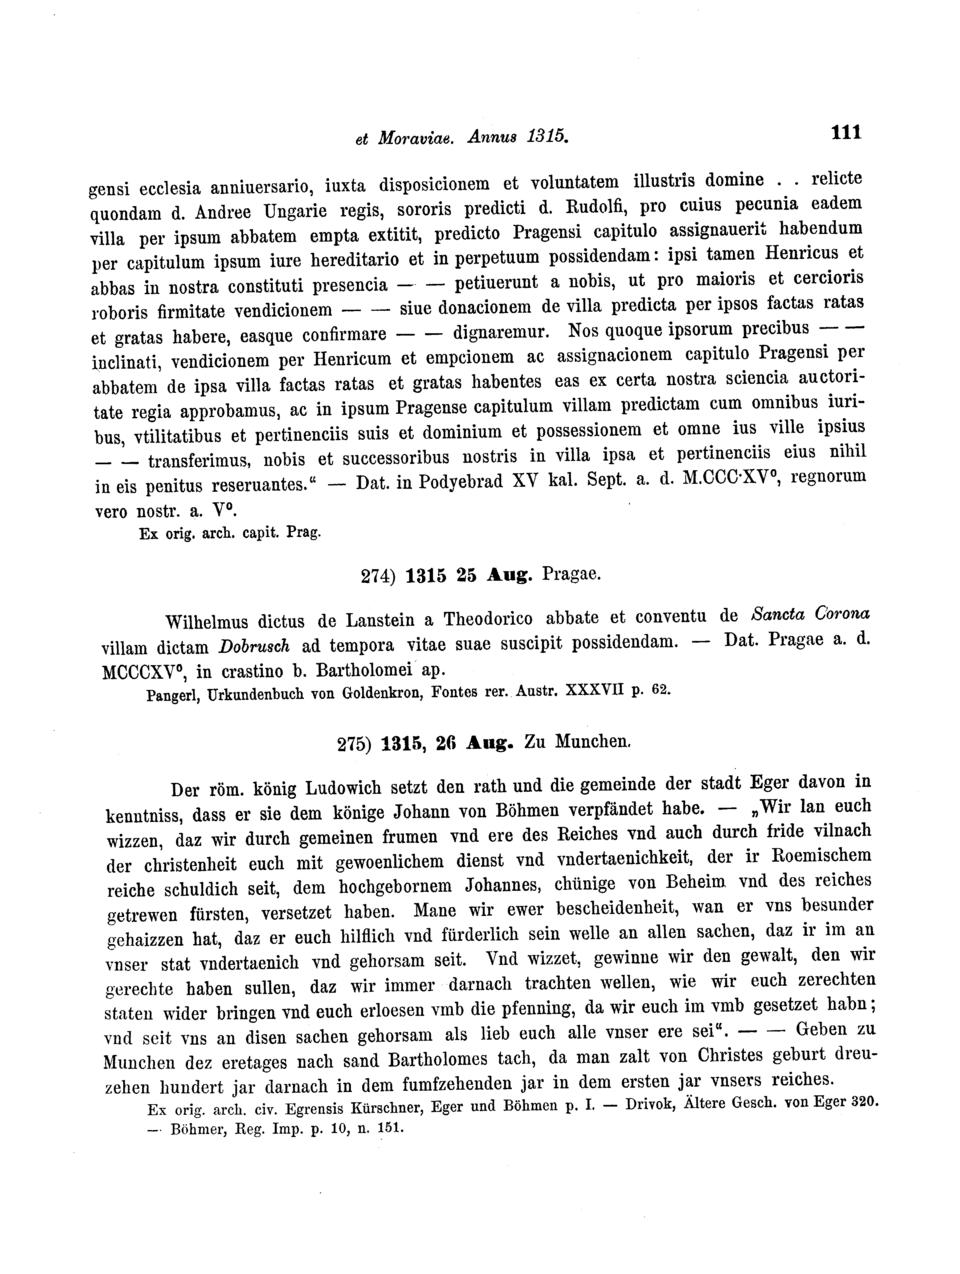 et Moraviae. Annus 1315. 111
gensi ecclesia anniuersario, iuxta disposicionem et voluntatem illustris domine . . relicte
quondam d. Andree Ungarie regis, sororis predicti d. Rudolfi, pro cuius pecunia eadem
villa per ipsum abbatem empta extitit, predicto Pragensi capitulo assignauerit habendum
per capitulum ipsum iure hereditario et in perpetuum possidendam: ipsi tamen Henricus et
abbas in nostra constituti presencia — — petiuerunt a nobis, ut pro maioris et cercioris
roboris firmitate vendicionem — — siue donacionem de villa predicta per ipsos factas ratas
et gratas habere, easque confirmare — — dignaremur. Nos quoque ipsorum precibus — —
inclinati, vendicionem per Henricum et empcionem ac assignacionem capitulo Pragensi per
abbatem de ipsa villa factas ratas et gratas habentes eas ex certa nostra sciencia auctori-
tate regia approbamus, ac in ipsum Pragense capitulum villam predictam cum omnibus iuri-
bus, vtilitatibus et pertinenciis suis et dominium et possessionem et omne ius ville ipsius
— — transferimus, nobis et successoribus nostris in villa ipsa et pertinenciis eius nihil
in eis penitus reseruantes.“ — Dat. in Podyebrad XV kal. Sept. a. d. M.CCC·XV⁰, regnorum
vero nostr. a. V⁰.
Ex orig. arch. capit. Prag.
274) 1315 25 Aug. Pragae.
Wilhelmus dictus de Lanstein a Theodorico abbate et conventu de Sancta Corona
villam dictam Dobrusch ad tempora vitae suae suscipit possidendam. — Dat. Pragae a. d.
MCCCXV⁰, in crastino b. Bartholomei ap.
Pangerl, Urkundenbuch von Goldenkron, Fontes rer. Austr. XXXVII p. 62.
275) 1315, 26 Aug. Zu Munchen.
Der röm. könig Ludowich setzt den rath und die gemeinde der stadt Eger davon in
kenntniss, dass er sie dem könige Johann von Böhmen verpfändet habe. — „Wir lan euch
wizzen, daz wir durch gemeinen frumen vnd ere des Reiches vnd auch durch fride vilnach
der christenheit euch mit gewoenlichem dienst vnd vndertaenichkeit, der ir Roemischem
reiche schuldich seit, dem hochgebornem Johannes, chünige von Beheim vnd des reiches
getrewen fürsten, versetzet haben. Mane wir ewer bescheidenheit, wan er vns besunder
gehaizzen hat, daz er euch hilflich vnd fürderlich sein welle an allen sachen, daz ir im an
vnser stat vndertaenich vnd gehorsam seit. Vnd wizzet, gewinne wir den gewalt, den wir
gerechte haben sullen, daz wir immer darnach trachten wellen, wie wir euch zerechten
staten wider bringen vnd euch erloesen vmb die pfenning, da wir euch im vmb gesetzet habn;
vnd seit vns an disen sachen gehorsam als lieb euch alle vnser ere sei“. — — Geben zu
Munchen dez eretages nach sand Bartholomes tach, da man zalt von Christes geburt dreu-
zehen hundert jar darnach in dem fumfzehenden jar in dem ersten jar vnsers reiches.
Ex orig. arch. civ. Egrensis Kürschner, Eger und Böhmen p. I. — Drivok, Ältere Gesch. von Eger 320.
— Böhmer, Reg. Imp. p. 10, n. 151.